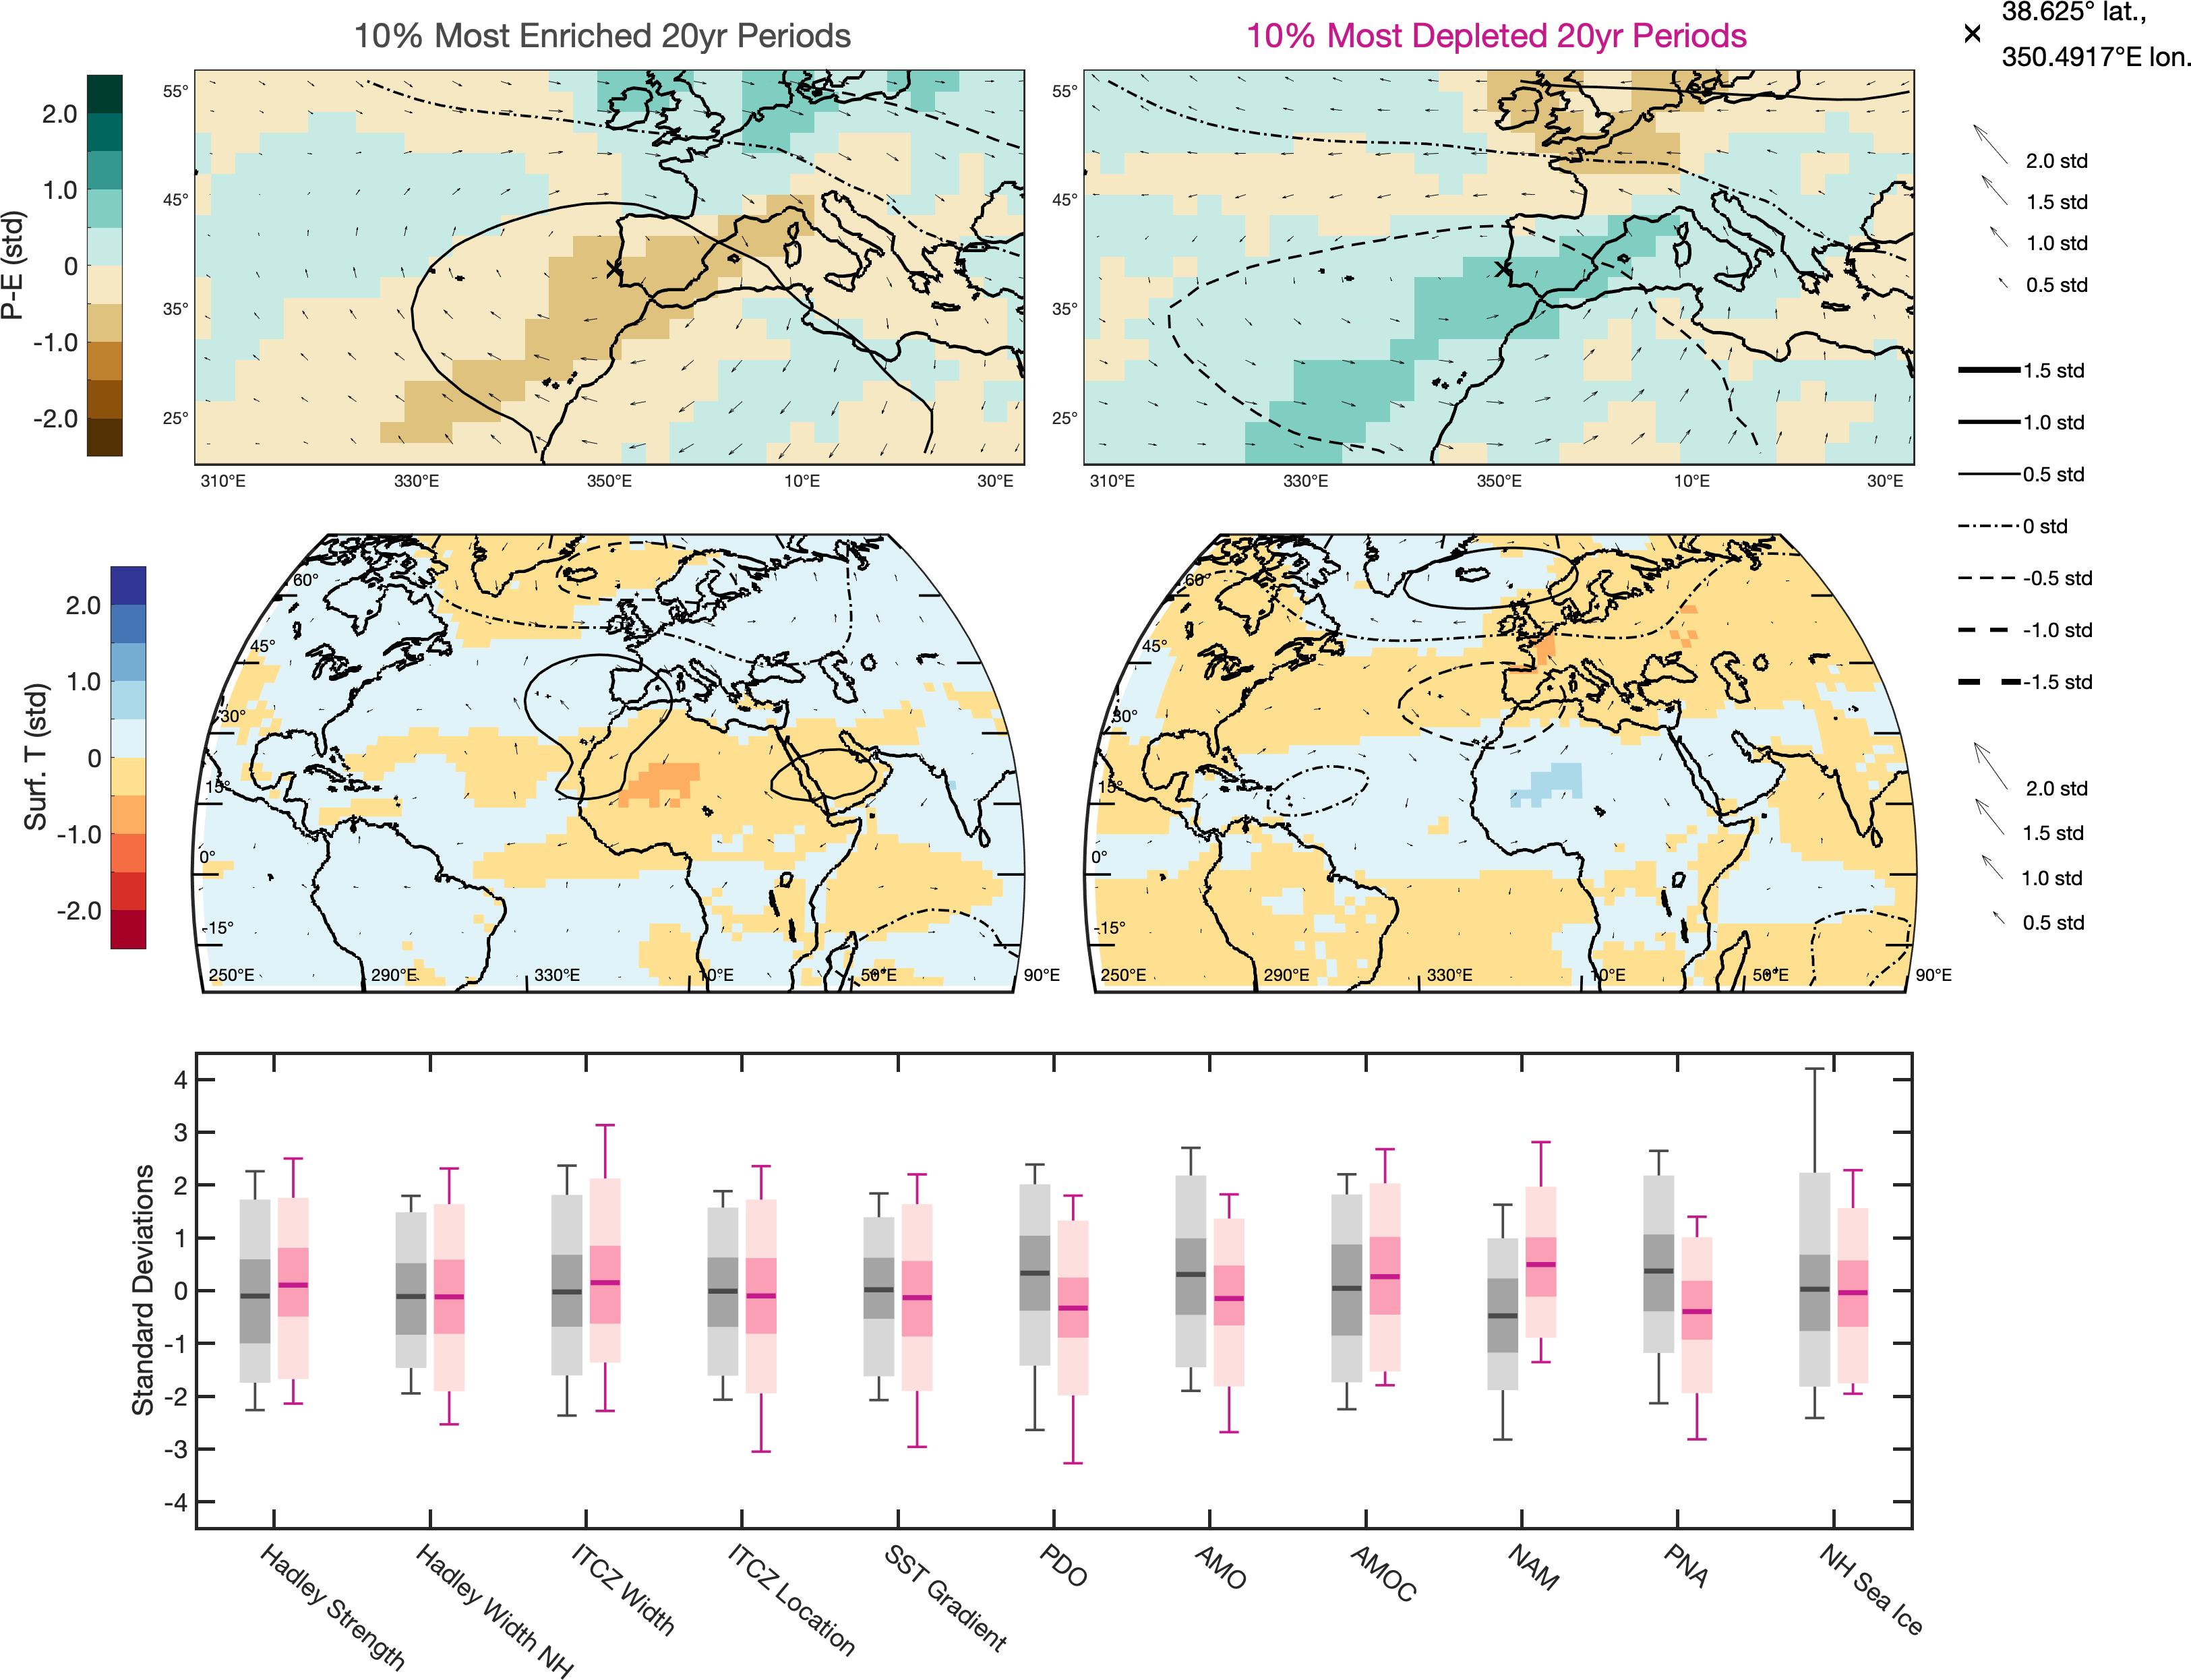 10% Most Enriched 20yr Periods
10% Most Depleted 20yr Periods
38.625° lat.,
350.4917°E lon.
P-E (std)
2.0
1.0
0
-1.0
-2.0
55°
45°
35°
25°
310°E 330°E 350°E 10°E 30°E
55°
45°
35°
25°
310°E 330°E 350°E 10°E 30°E
2.0 std
1.5 std
1.0 std
0.5 std
1.5 std
1.0 std
0.5 std
0 std
-0.5 std
-1.0 std
-1.5 std
Surf. T (std)
2.0
1.0
0
-1.0
-2.0
60°
45°
30°
15°
0°
-15°
250°E 290°E 330°E 10°E 50°E 90°E
60°
45°
30°
15°
0°
-15°
250°E 290°E 330°E 10°E 50°E 90°E
2.0 std
1.5 std
1.0 std
0.5 std
Standard Deviations
4
3
2
1
0
-1
-2
-3
-4
Hadley Strength
Hadley Width NH
ITCZ Width
ITCZ Location
SST Gradient
PDO
AMO
AMOC
NAM
PNA
NH Sea Ice